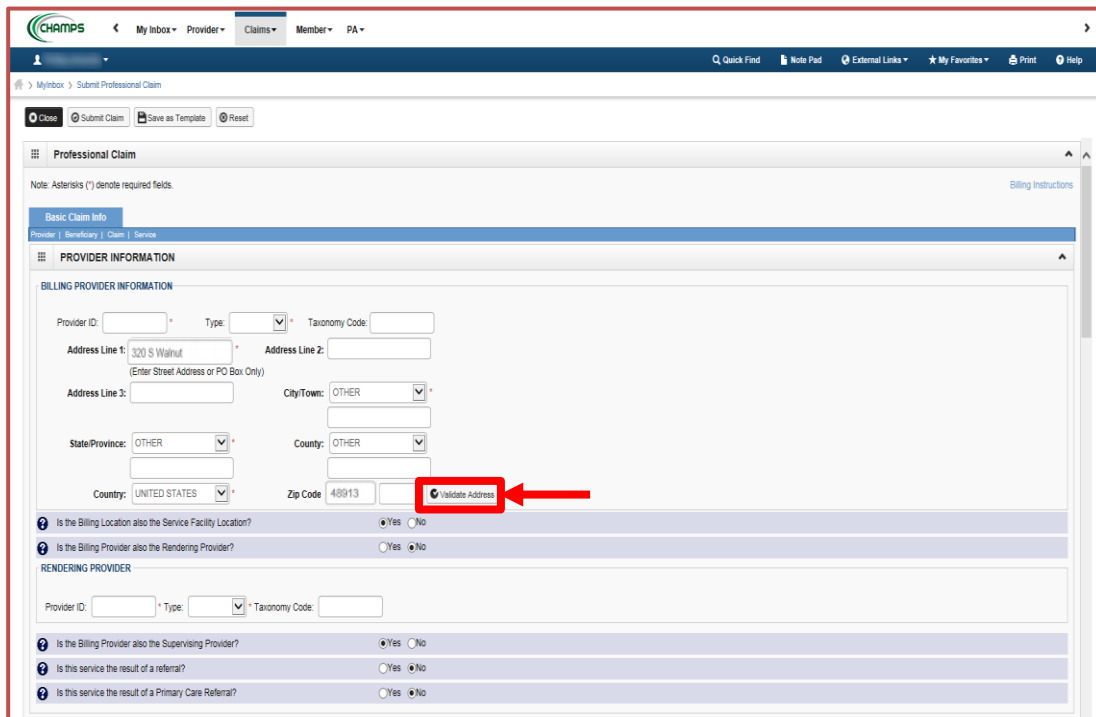 CHAMPS My Inbox Provider Claims Member PA
Quick Find Note Pad External Links My Favorites Print Help
MyInbox > Submit Professional Claim
Close Submit Claim Save as Template Reset
Professional Claim
Note: Asterisks (*) denote required fields. Billing Instructions
Basic Claim Info
Provider | Beneficiary | Claim | Service
PROVIDER INFORMATION
BILLING PROVIDER INFORMATION
Provider ID: * Type: * Taxonomy Code:
Address Line 1: 320 S Walnut * Address Line 2:
(Enter Street Address or PO Box Only)
Address Line 3: City/Town: OTHER *
State/Province: OTHER * County: OTHER
Country: UNITED STATES * Zip Code 48913 Validate Address
Is the Billing Location also the Service Facility Location? Yes No
Is the Billing Provider also the Rendering Provider? Yes No
RENDERING PROVIDER
Provider ID: * Type: * Taxonomy Code:
Is the Billing Provider also the Supervising Provider? Yes No
Is this service the result of a referral? Yes No
Is this service the result of a Primary Care Referral? Yes No